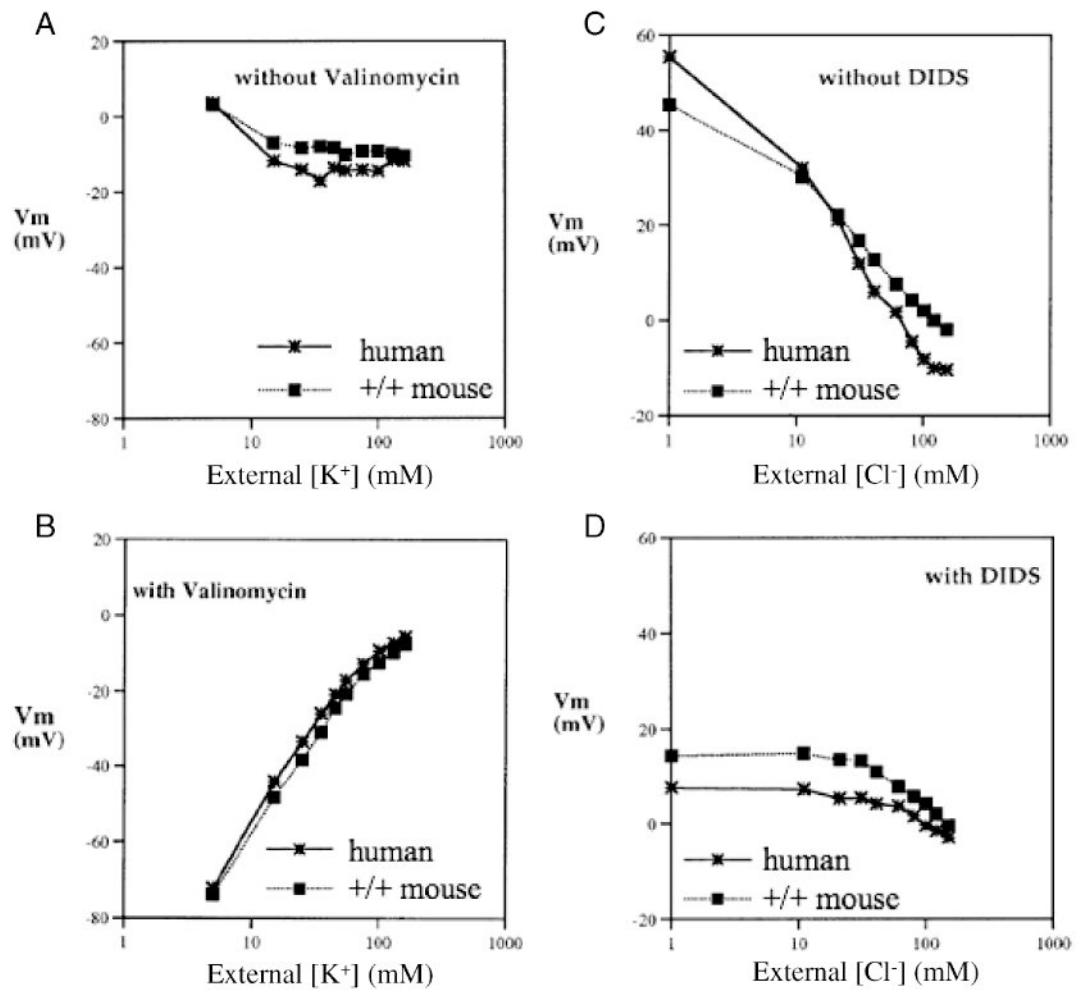 A
20
0
-20
-40
-60
-80
Vm
(mV)
without Valinomycin
human
+/+ mouse
1
10
100
1000
External [K⁺] (mM)
C
60
40
20
0
-20
Vm
(mV)
without DIDS
human
+/+ mouse
1
10
100
1000
External [Cl⁻] (mM)
B
20
0
-20
-40
-60
-80
Vm
(mV)
with Valinomycin
human
+/+ mouse
1
10
100
1000
External [K⁺] (mM)
D
60
40
20
0
-20
Vm
(mV)
with DIDS
human
+/+ mouse
1
10
100
1000
External [Cl⁻] (mM)